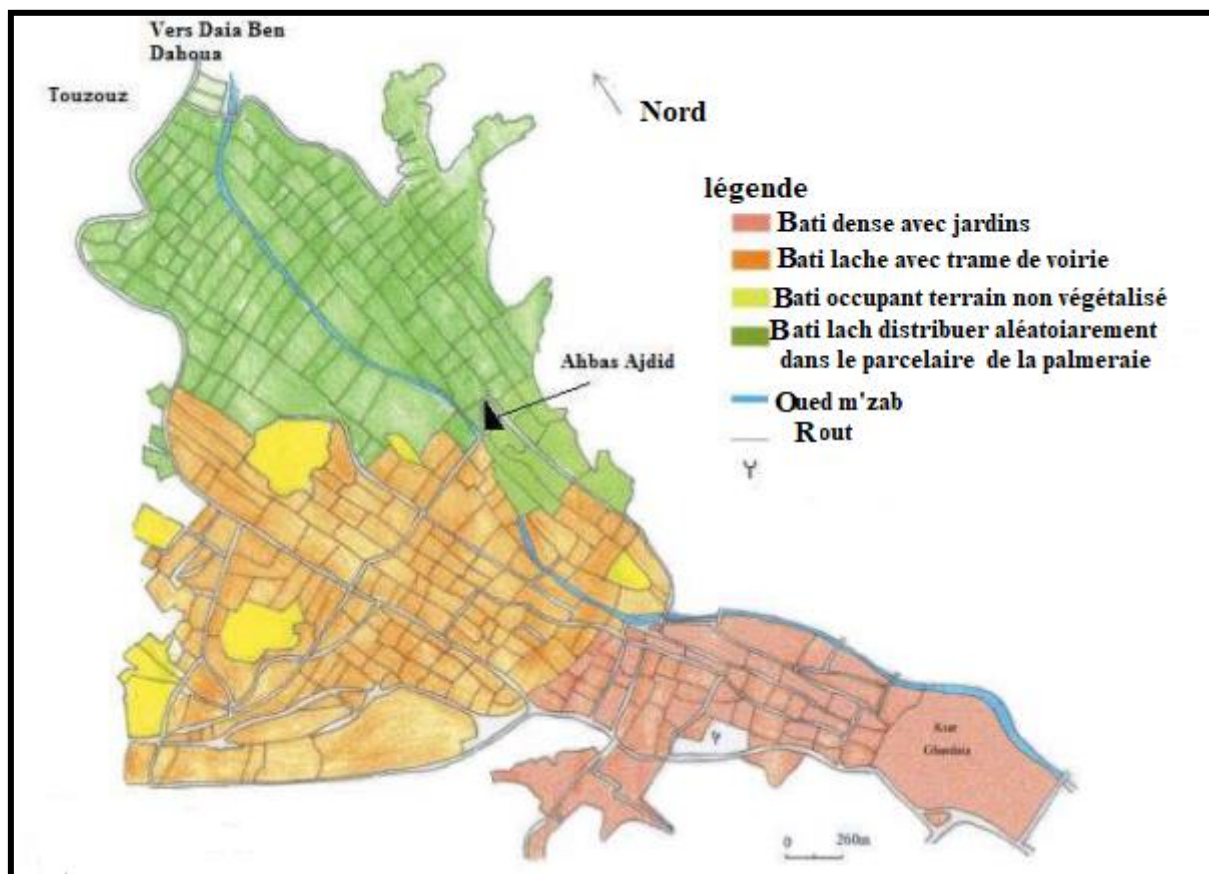 Vers Daia Ben
Dahoua
Touzouz
Nord
légende
Bati dense avec jardins
Bati lache avec trame de voirie
Bati occupant terrain non végétalisé
Bati lach distribuer aléatoiarement
dans le parcelaire de la palmeraie
Ahbas Ajdid
Oued m'zab
Rout
Ksar
0 260m